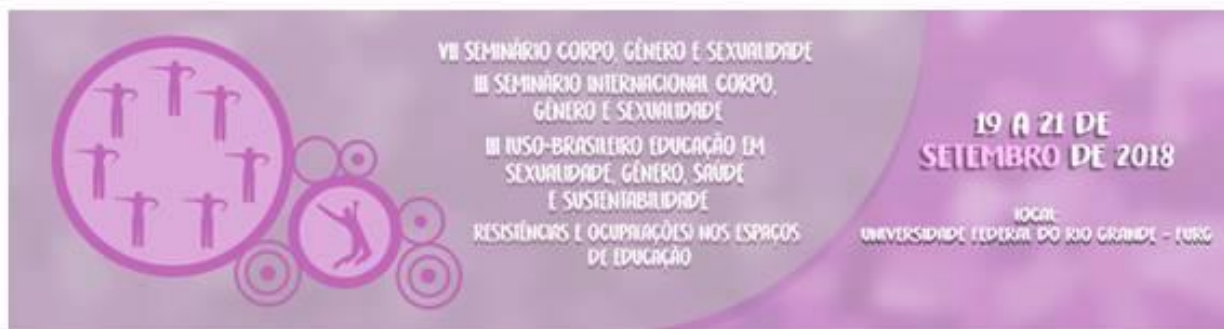 VII SEMINÁRIO CORPO, GÊNERO E SEXUALIDADE
III SEMINÁRIO INTERNACIONAL CORPO,
GÊNERO E SEXUALIDADE
III LUSO-BRASILEIRO EDUCAÇÃO EM
SEXUALIDADE, GÊNERO, SAÚDE
E SUSTENTABILIDADE
RESISTÊNCIAS E OCUPA(AÇÕES) NOS ESPAÇOS
DE EDUCAÇÃO
19 A 21 DE
SETEMBRO DE 2018
LOCAL:
UNIVERSIDADE FEDERAL DO RIO GRANDE - FURG